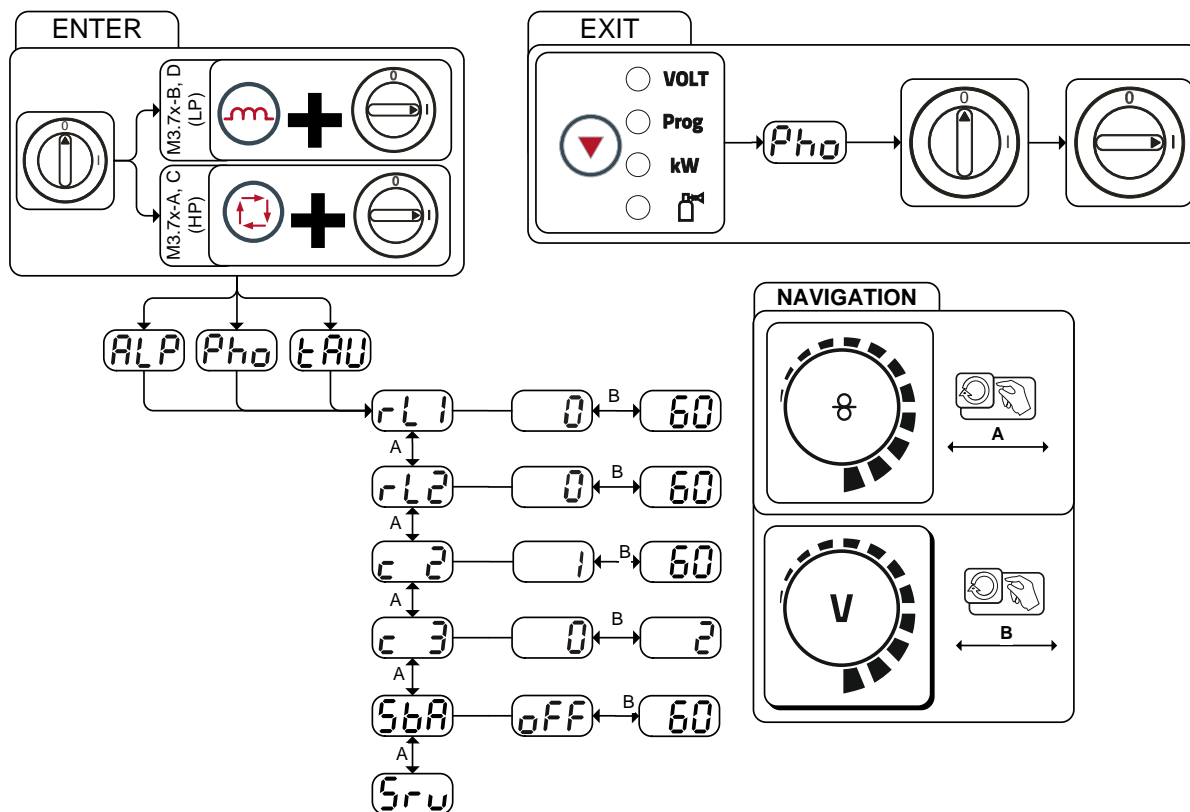 ENTER
M3.7x-B, D
(LP)
0
I
0
I
M3.7x-A, C
(HP)
0
I
EXIT
VOLT
Prog
kW
Pho
0
I
0
I
ALP Pho tAU
rL1 0 B 60
A
rL2 0 B 60
A
c 2 1 B 60
A
c 3 0 B 2
A
SbA oFF B 60
A
Srv
NAVIGATION
A
V
B